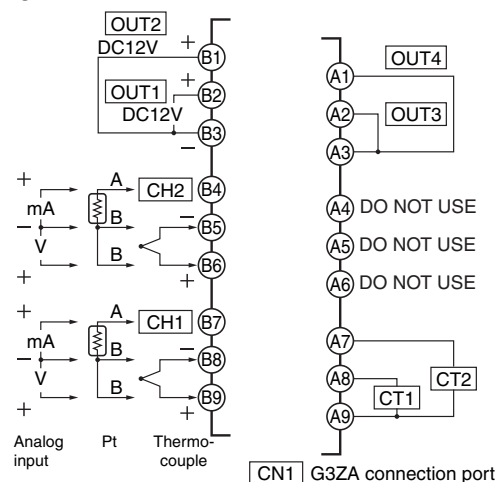 OUT2
DC12V
+
B1
+
OUT1
B2
DC12V
B3
−
+
A
CH2
B4
mA
B
−
B5
−
V
B
B6
+
+
+
A
CH1
B7
mA
B
−
B8
−
V
B
B9
+
+
Analog
input
Pt
Thermo-
couple
A1
OUT4
A2
OUT3
A3
A4 DO NOT USE
A5 DO NOT USE
A6 DO NOT USE
A7
A8
CT2
CT1
A9
CN1 G3ZA connection port